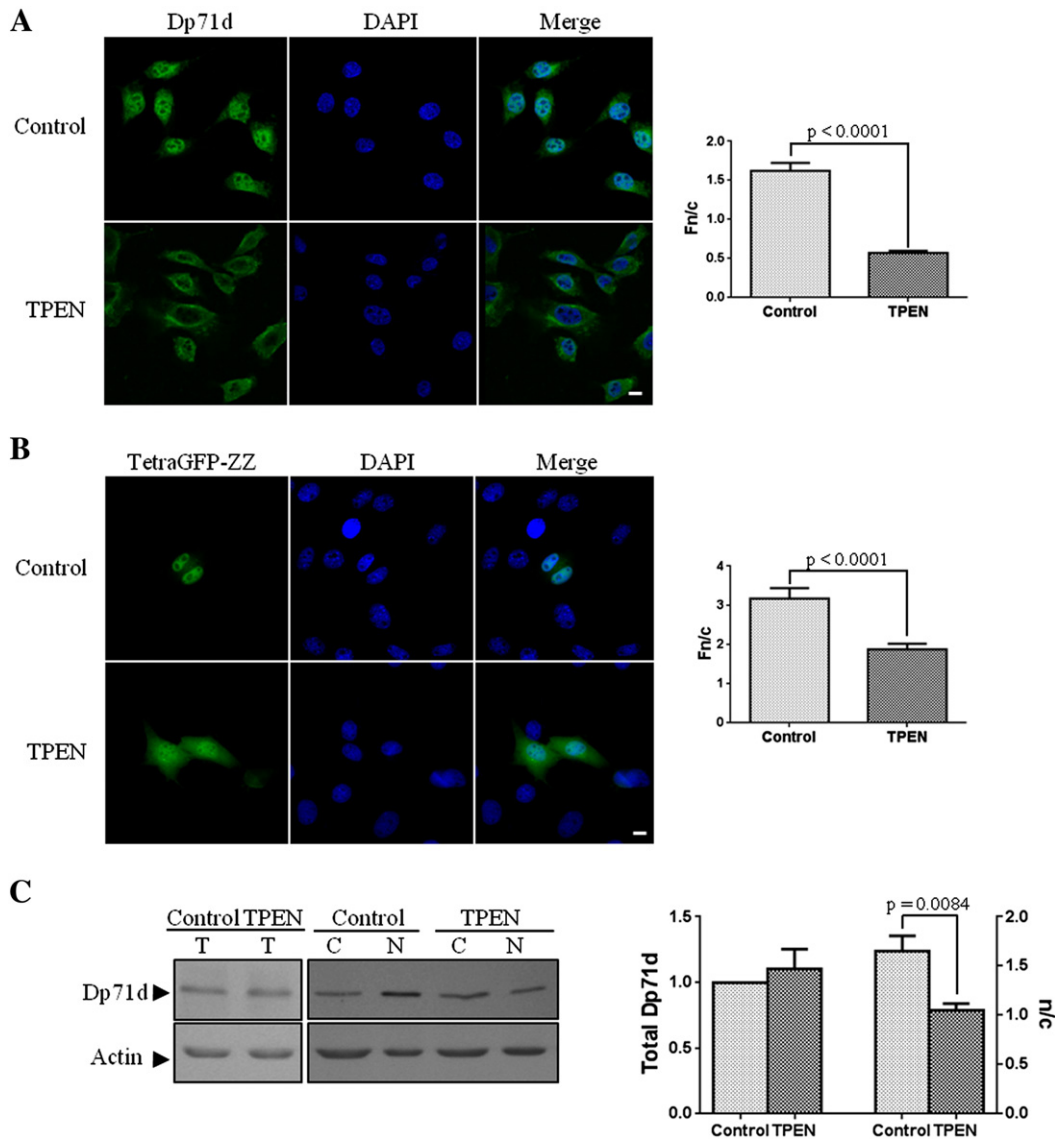 A
Dp71d DAPI Merge
Control
TPEN
p < 0.0001
2.0
1.5
1.0
0.5
0.0
Fn/c
Control TPEN
B
TetraGFP-ZZ DAPI Merge
Control
TPEN
p < 0.0001
4
3
2
1
0
Fn/c
Control TPEN
C
Control TPEN Control TPEN
T T C N C N
Dp71d
Actin
p = 0.0084
1.5
1.0
0.5
0.0
Total Dp71d
2.0
1.5
1.0
0.5
0.0
n/c
Control TPEN Control TPEN